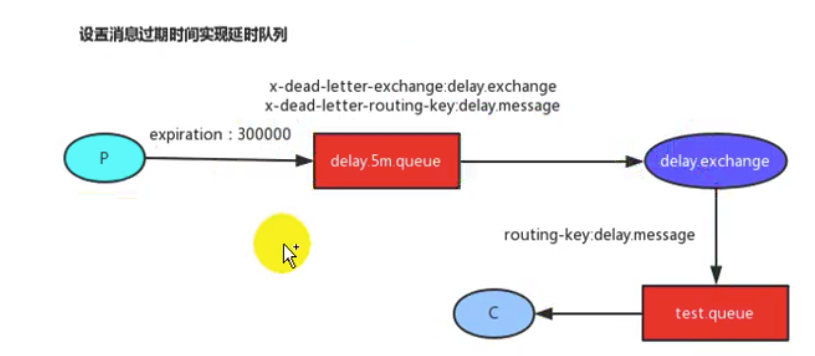 设置消息过期时间实现延时队列
x-dead-letter-exchange:delay.exchange
x-dead-letter-routing-key:delay.message
expiration：300000
P
delay.5m.queue
delay.exchange
routing-key:delay.message
C
test.queue